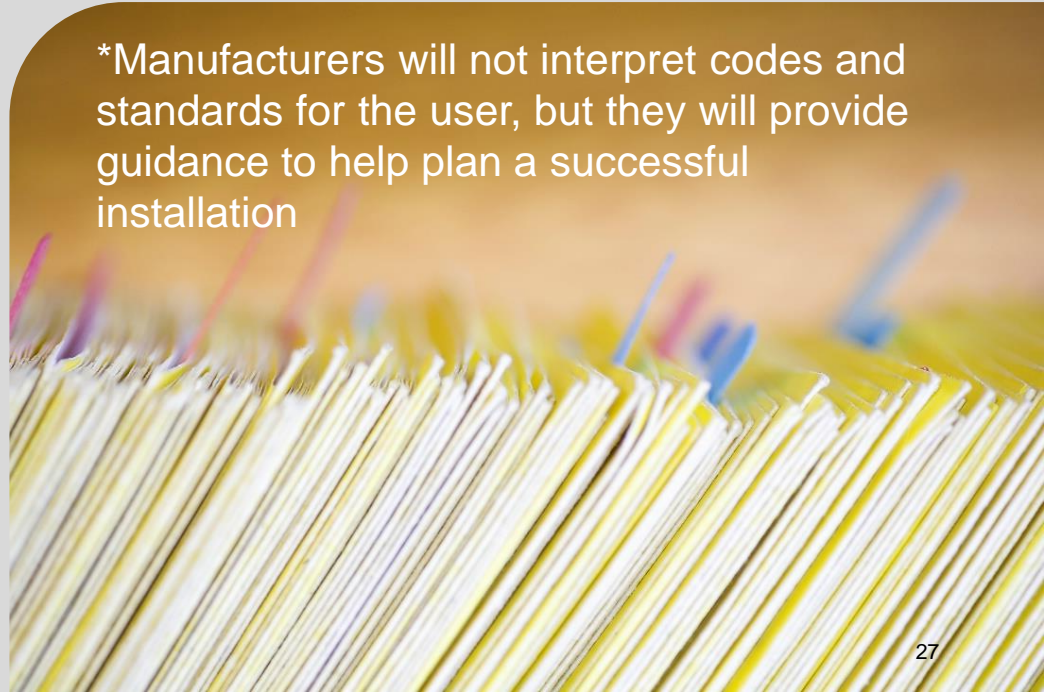 *Manufacturers will not interpret codes and
standards for the user, but they will provide
guidance to help plan a successful
installation
27